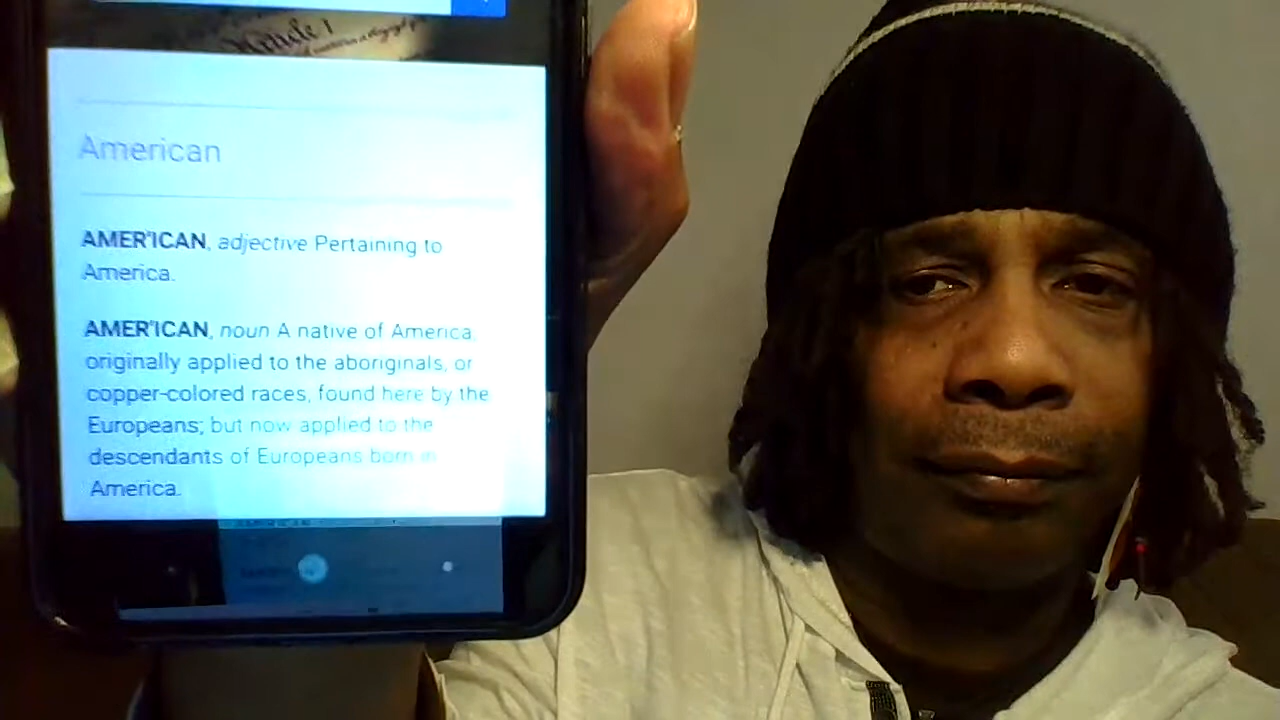 Article 1
American
AMER'ICAN, adjective Pertaining to
America.
AMER'ICAN, noun A native of America
originally applied to the aboriginals, or
copper-colored races, found here by the
Europeans; but now applied to the
descendants of Europeans born in
America.